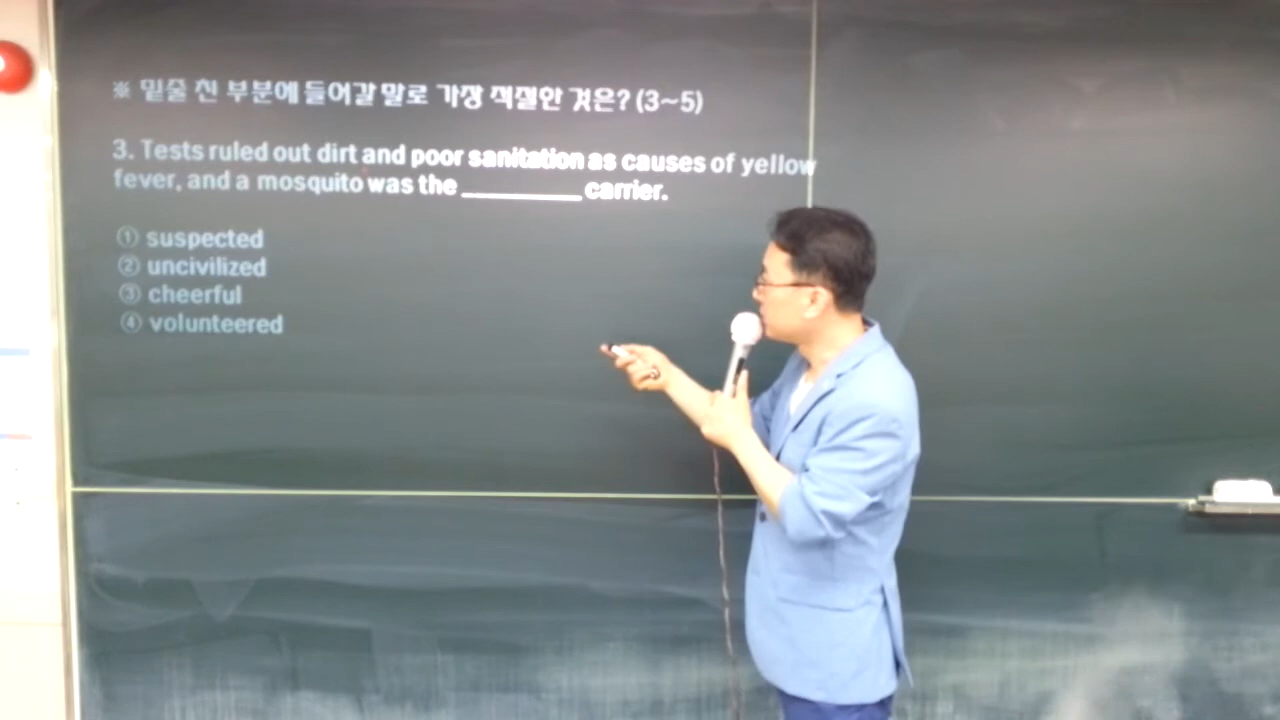 ※ 밑줄 친 부분에 들어갈 말로 가장 적절한 것은? (3~5)
3. Tests ruled out dirt and poor sanitation as causes of yellow
fever, and a mosquito was the __________ carrier.
① suspected
② uncivilized
③ cheerful
④ volunteered